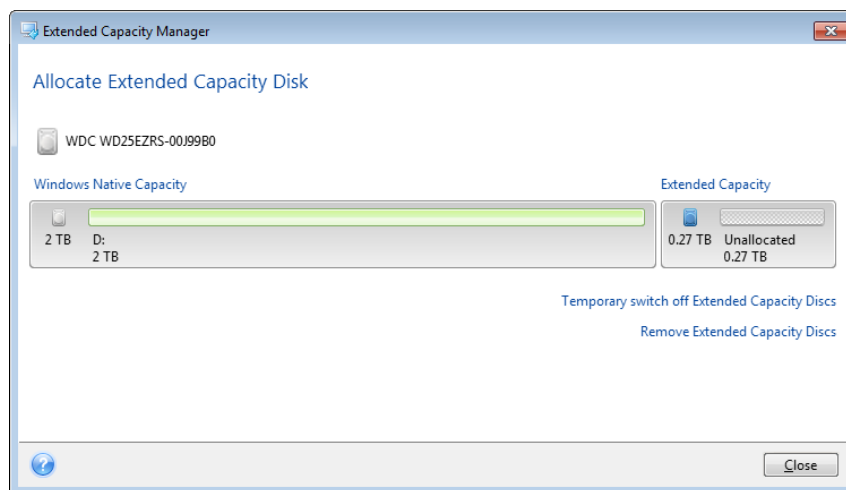 Extended Capacity Manager
Allocate Extended Capacity Disk
WDC WD25EZRS-00J99B0
Windows Native Capacity
Extended Capacity
2 TB
D:
2 TB
0.27 TB
Unallocated
0.27 TB
Temporary switch off Extended Capacity Discs
Remove Extended Capacity Discs
?
Close